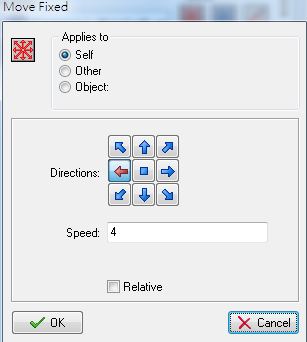 Move Fixed
Applies to
Self
Other
Object:
Directions:
Speed: 4
Relative
OK Cancel